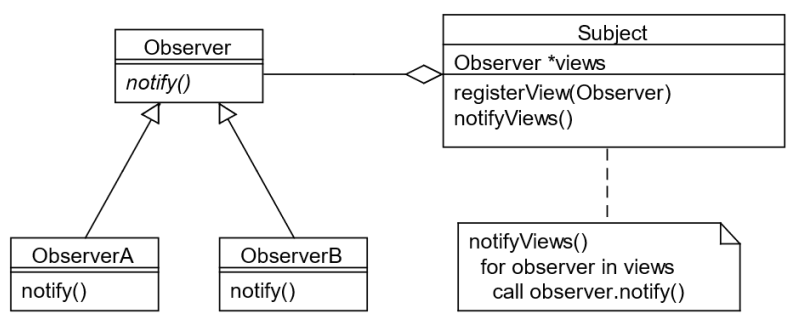 Observer
notify()
Subject
Observer *views
registerView(Observer)
notifyViews()
ObserverA
notify()
ObserverB
notify()
notifyViews()
for observer in views
call observer.notify()